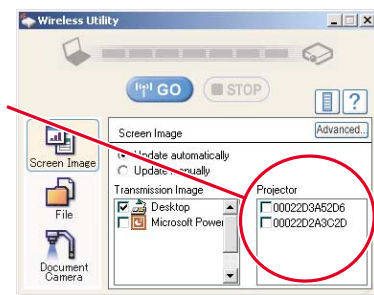 Wireless Utility
GO
STOP
?
Screen Image
Advanced...
Update automatically
Update manually
Screen Image
Transmission Image
Projector
Desktop
Microsoft Power
00022D3A52D6
00022D2A3C2D
File
Document
Camera